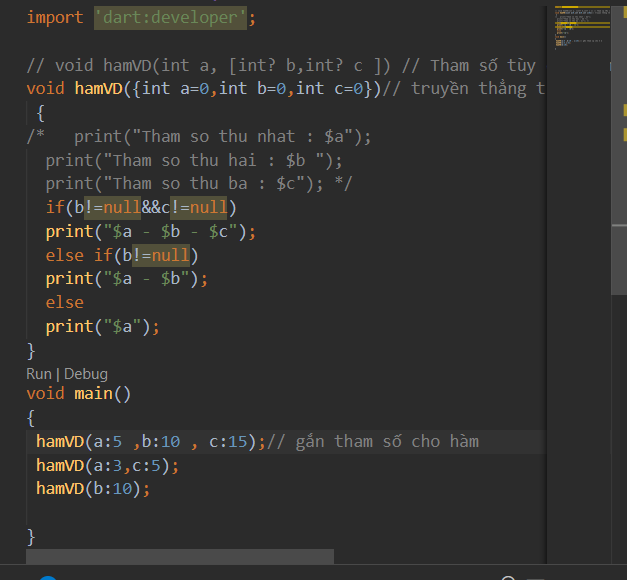 import 'dart:developer';
// void hamVD(int a, [int? b,int? c ]) // Tham số tùy
void hamVD({int a=0,int b=0,int c=0})// truyền thẳng t
{
/*   print("Tham so thu nhat : $a");
print("Tham so thu hai : $b ");
print("Tham so thu ba : $c"); */
if(b!=null&&c!=null)
print("$a - $b - $c");
else if(b!=null)
print("$a - $b");
else
print("$a");
}
Run | Debug
void main()
{
hamVD(a:5 ,b:10 , c:15);// gắn tham số cho hàm
hamVD(a:3,c:5);
hamVD(b:10);
}